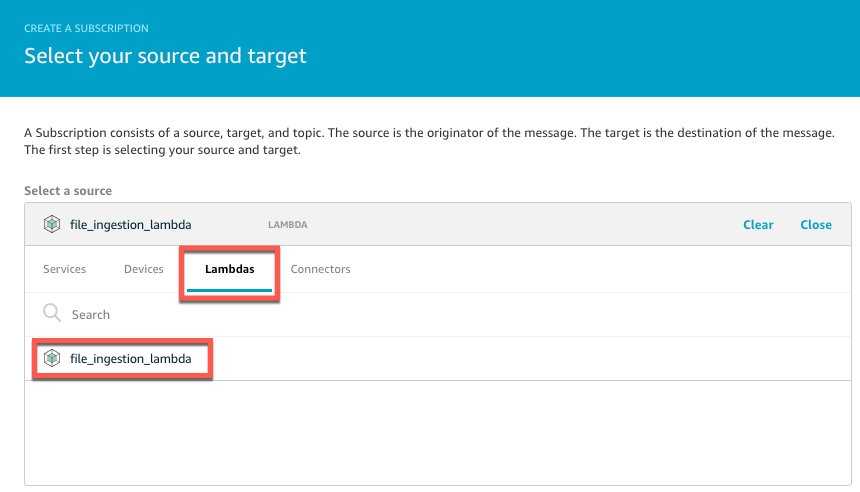 CREATE A SUBSCRIPTION
Select your source and target
A Subscription consists of a source, target, and topic. The source is the originator of the message. The target is the destination of the message.
The first step is selecting your source and target.
Select a source
file_ingestion_lambda LAMBDA Clear Close
Services Devices Lambdas Connectors
Search
file_ingestion_lambda